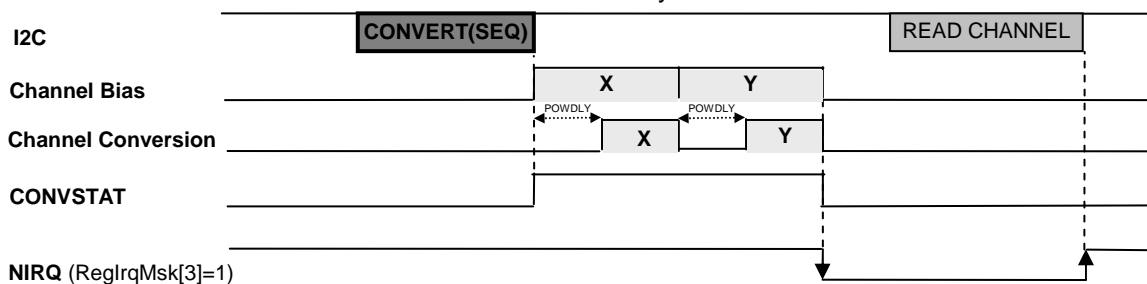 I2C CONVERT(SEQ) READ CHANNEL
Channel Bias X Y
POWDLY POWDLY
Channel Conversion X Y
CONVSTAT
NIRQ (RegIrqMsk[3]=1)